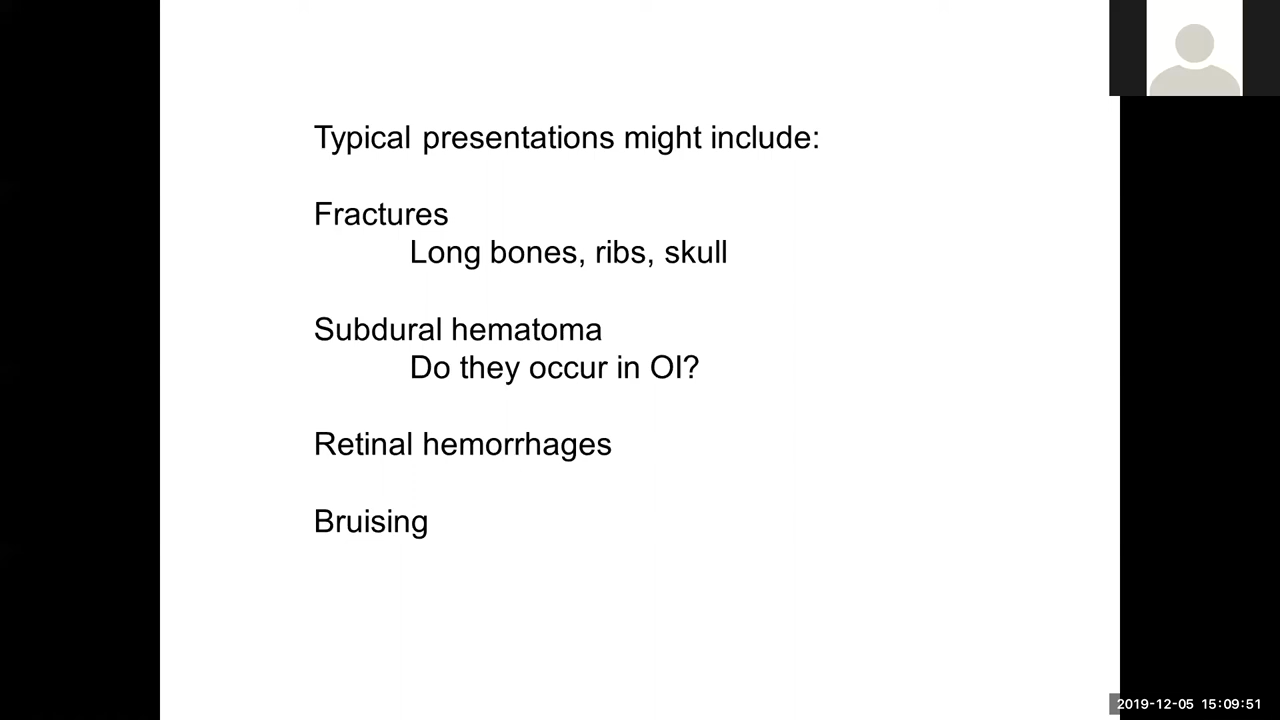 Typical presentations might include:
Fractures
Long bones, ribs, skull
Subdural hematoma
Do they occur in OI?
Retinal hemorrhages
Bruising
2019-12-05 15:09:51